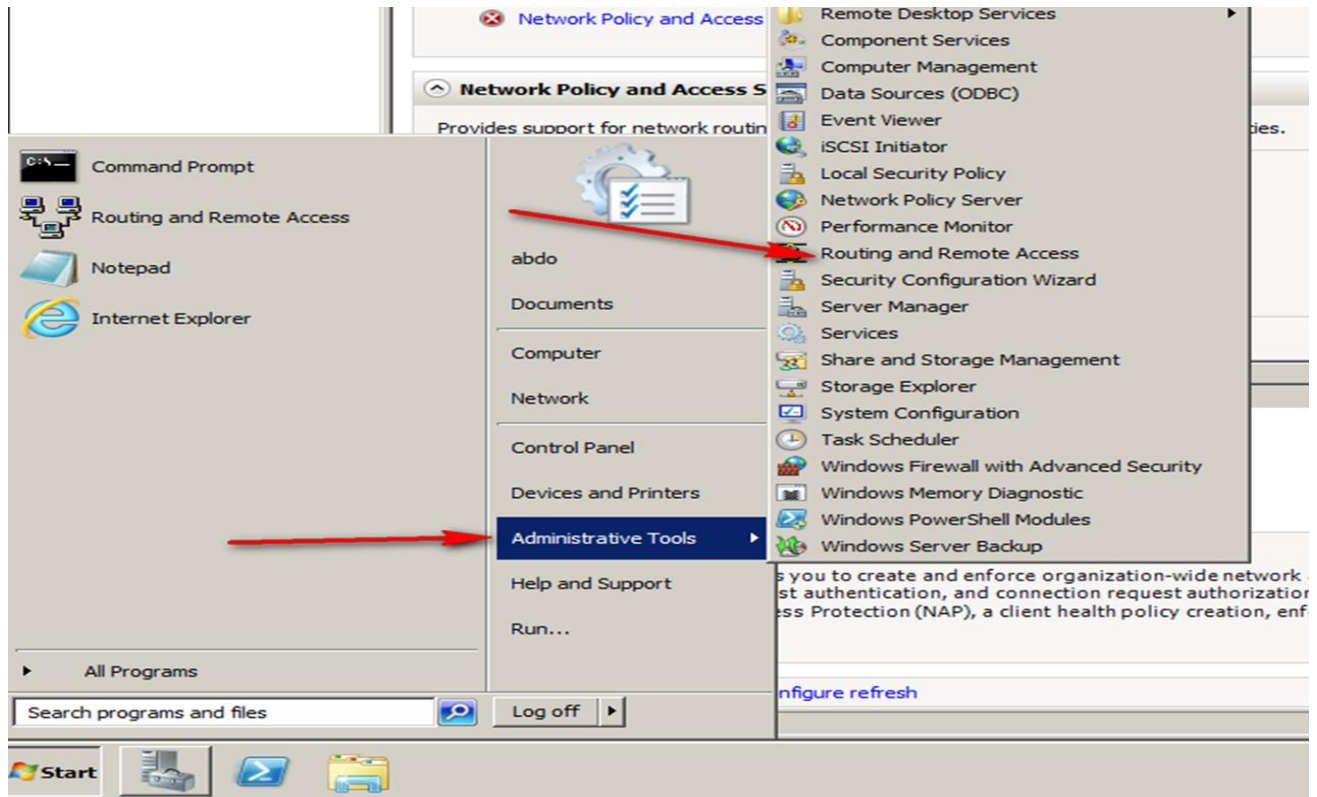 Network Policy and Access
Network Policy and Access S
Provides support for network routin
ies.
Command Prompt
Routing and Remote Access
Notepad
Internet Explorer
All Programs
Search programs and files
abdo
Documents
Computer
Network
Control Panel
Devices and Printers
Administrative Tools
Help and Support
Run...
Log off
Remote Desktop Services
Component Services
Computer Management
Data Sources (ODBC)
Event Viewer
iSCSI Initiator
Local Security Policy
Network Policy Server
Performance Monitor
Routing and Remote Access
Security Configuration Wizard
Server Manager
Services
Share and Storage Management
Storage Explorer
System Configuration
Task Scheduler
Windows Firewall with Advanced Security
Windows Memory Diagnostic
Windows PowerShell Modules
Windows Server Backup
s you to create and enforce organization-wide network
st authentication, and connection request authorization
ess Protection (NAP), a client health policy creation, enf
nfigure refresh
Start